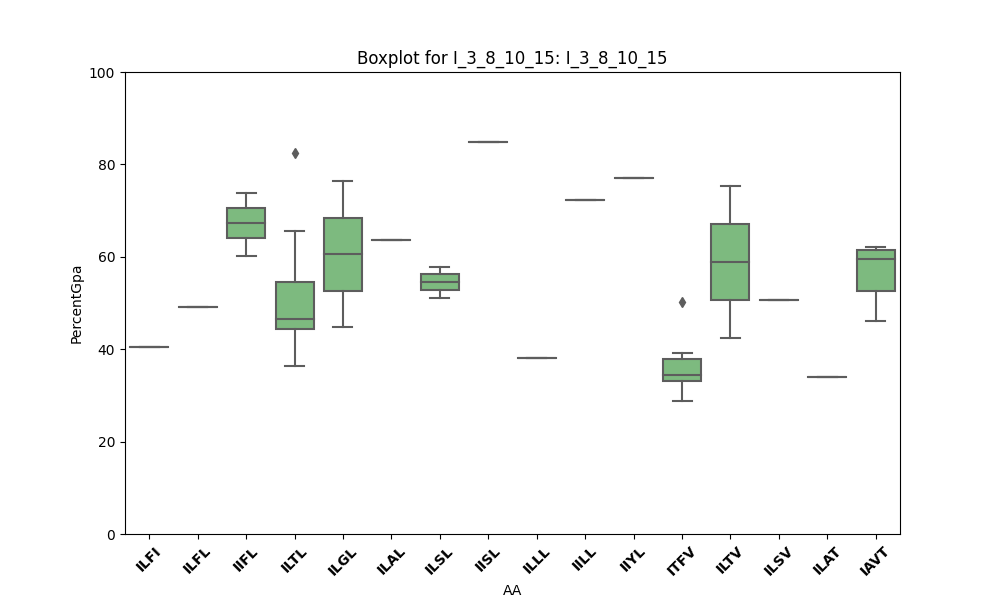 Boxplot for I_3_8_10_15: I_3_8_10_15
100
80
60
40
20
0
PercentGpa
ILFI ILFL IIFL ILTL ILGL ILAL ILSL IISL ILLL IILL IIYL ITFV ILTV ILSV ILAT IAVT
AA